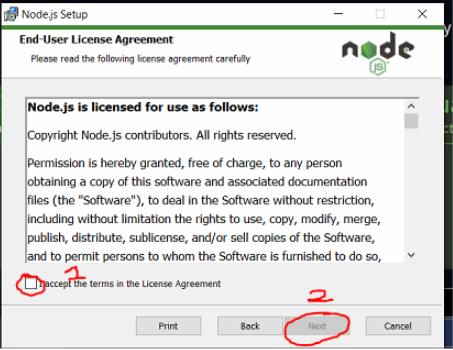 Node.js Setup
End-User License Agreement
Please read the following license agreement carefully
node
JS
Node.js is licensed for use as follows:
Copyright Node.js contributors. All rights reserved.
Permission is hereby granted, free of charge, to any person
obtaining a copy of this software and associated documentation
files (the "Software"), to deal in the Software without restriction,
including without limitation the rights to use, copy, modify, merge,
publish, distribute, sublicense, and/or sell copies of the Software,
and to permit persons to whom the Software is furnished to do so,
1
I accept the terms in the License Agreement
2
Print Back Next Cancel